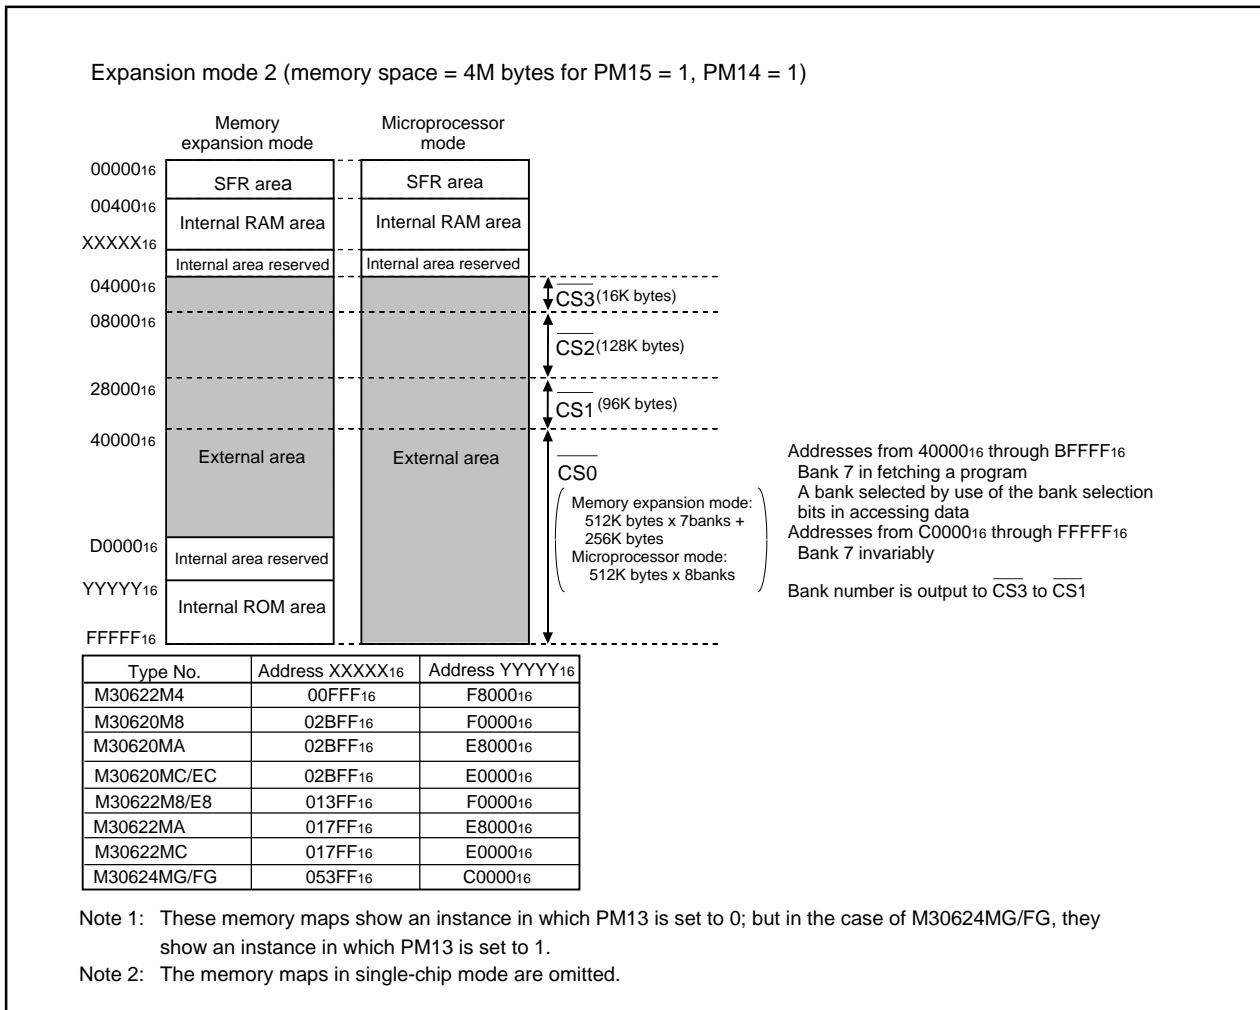 Expansion mode 2 (memory space = 4M bytes for PM15 = 1, PM14 = 1)
Memory expansion mode
Microprocessor mode
0000016
0040016
XXXXX16
0400016
0800016
2800016
4000016
D000016
YYYYY16
FFFFF16
SFR area
SFR area
Internal RAM area
Internal RAM area
Internal area reserved
Internal area reserved
External area
External area
Internal area reserved
Internal ROM area
CS3 (16K bytes)
CS2 (128K bytes)
CS1 (96K bytes)
CS0
Memory expansion mode:
512K bytes x 7banks +
256K bytes
Microprocessor mode:
512K bytes x 8banks
Addresses from 4000016 through BFFFF16
Bank 7 in fetching a program
A bank selected by use of the bank selection
bits in accessing data
Addresses from C000016 through FFFFF16
Bank 7 invariably
Bank number is output to CS3 to CS1
Type No. Address XXXXX16 Address YYYYY16
M30622M4 00FFF16 F800016
M30620M8 02BFF16 F000016
M30620MA 02BFF16 E800016
M30620MC/EC 02BFF16 E000016
M30622M8/E8 013FF16 F000016
M30622MA 017FF16 E800016
M30622MC 017FF16 E000016
M30624MG/FG 053FF16 C000016
Note 1: These memory maps show an instance in which PM13 is set to 0; but in the case of M30624MG/FG, they
show an instance in which PM13 is set to 1.
Note 2: The memory maps in single-chip mode are omitted.